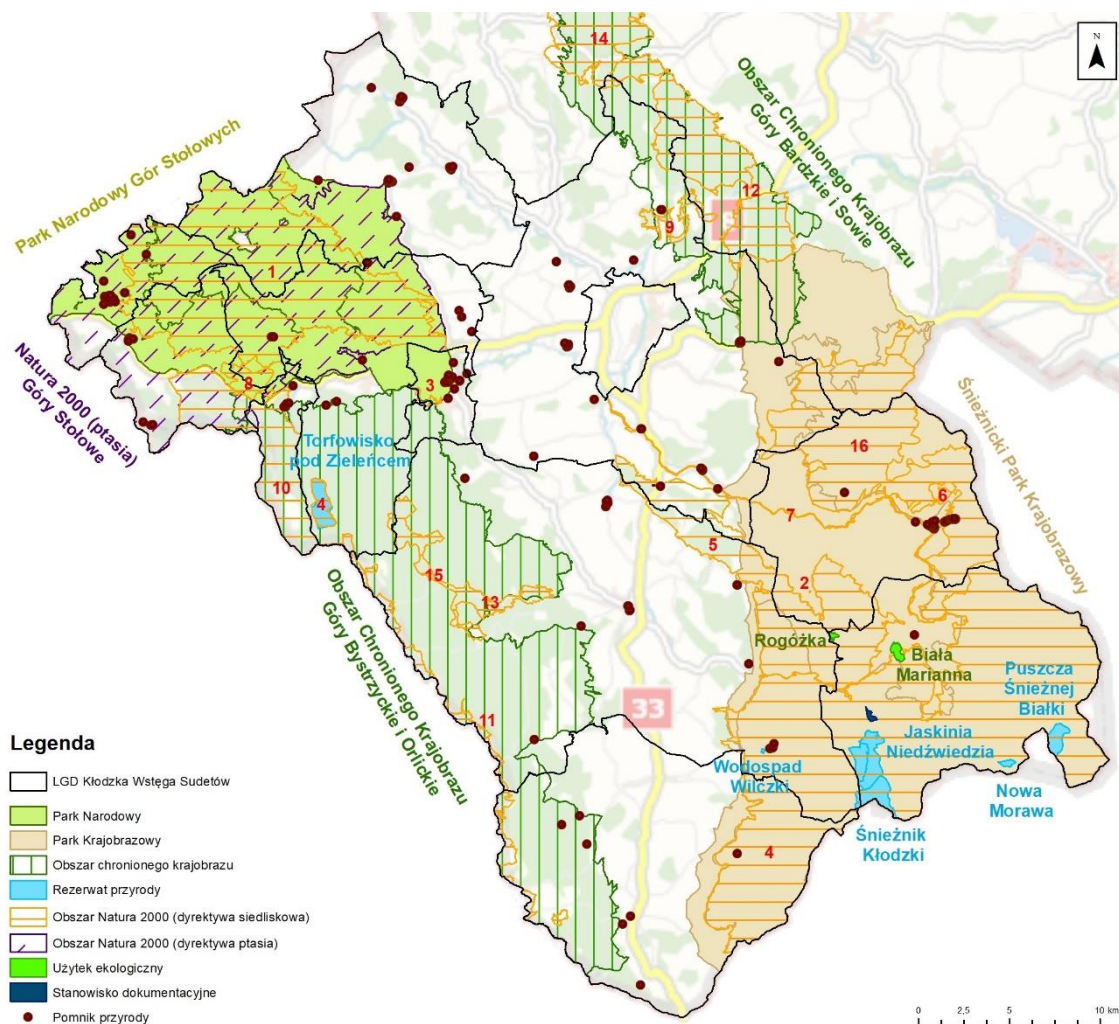 14
N
Obszar Chronionego Krajobrazu
Góry Bardzkie i Sowie
Park Narodowy Gór Stołowych
12
9
1
Natura 2000 (ptasia)
Góry Stołowe
8
3
Śnieżnicki Park Krajobrazowy
Torfowisko
pod Zieleńcem
16
10
4
6
7
5
15
13
2
Obszar Chronionego Krajobrazu
Góry Bystrzyckie i Orlickie
Rogóżka
Biała
Marianna
Puszcza
Śnieżnej
Białki
33
11
Jaskinia
Niedźwiedzia
Wodospad
Wilczki
Nowa
Morawa
Śnieżnik
Kłodzki
4
Legenda
LGD Kłodzka Wstęga Sudetów
Park Narodowy
Park Krajobrazowy
Obszar chronionego krajobrazu
Rezerwat przyrody
Obszar Natura 2000 (dyrektywa siedliskowa)
Obszar Natura 2000 (dyrektywa ptasia)
Użytek ekologiczny
Stanowisko dokumentacyjne
Pomnik przyrody
0 2,5 5 10 km